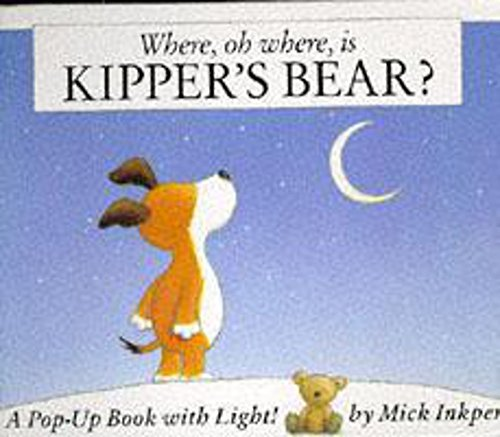 Where, oh where, is
KIPPER'S BEAR?
A Pop-Up Book with Light! by Mick Inkpen